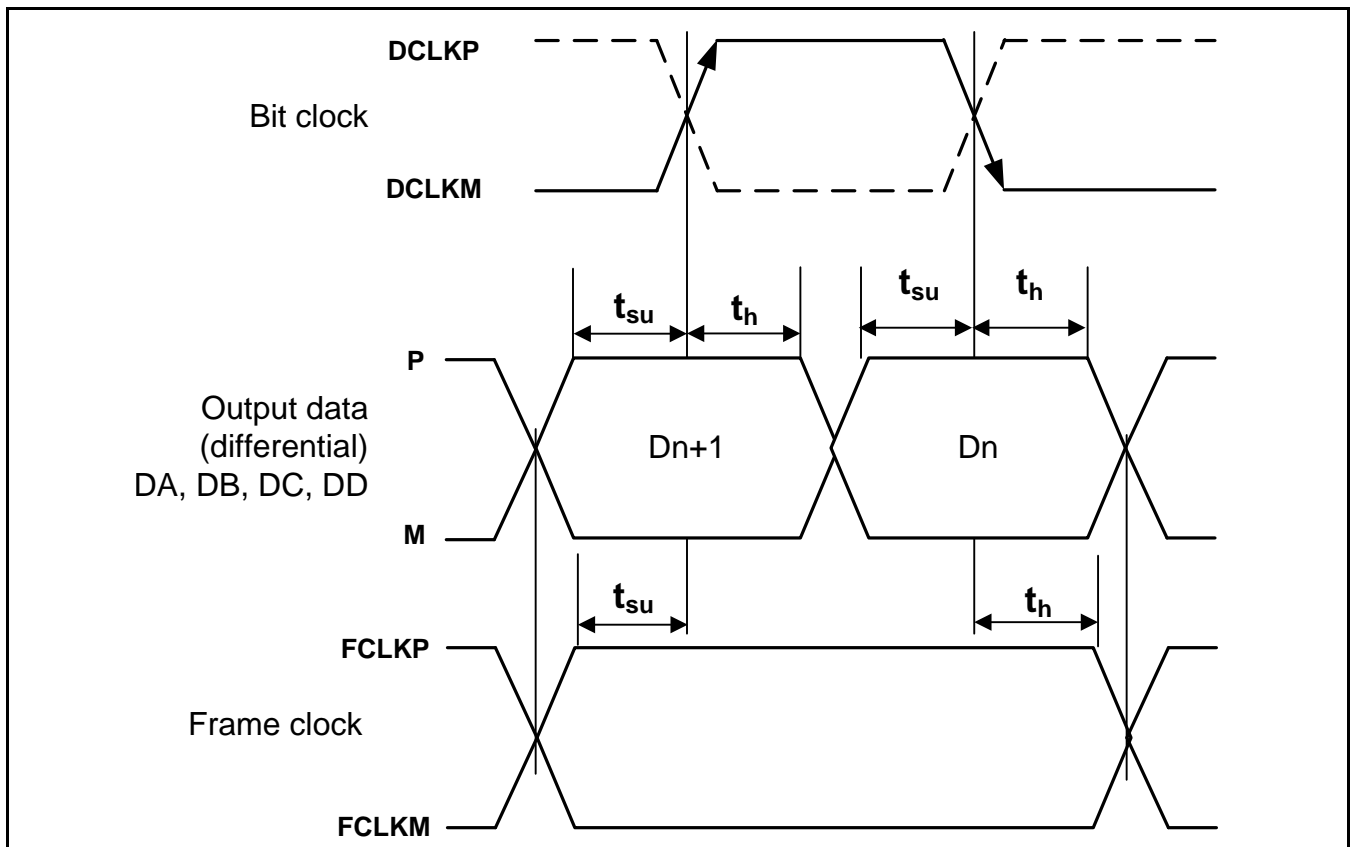 DCLKP
Bit clock
DCLKM
tsu
th
tsu
th
P
Output data
(differential)
DA, DB, DC, DD
Dn+1
Dn
M
tsu
th
FCLKP
Frame clock
FCLKM